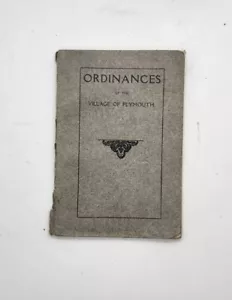 ORDINANCES
OF THE
VILLAGE OF PLYMOUTH